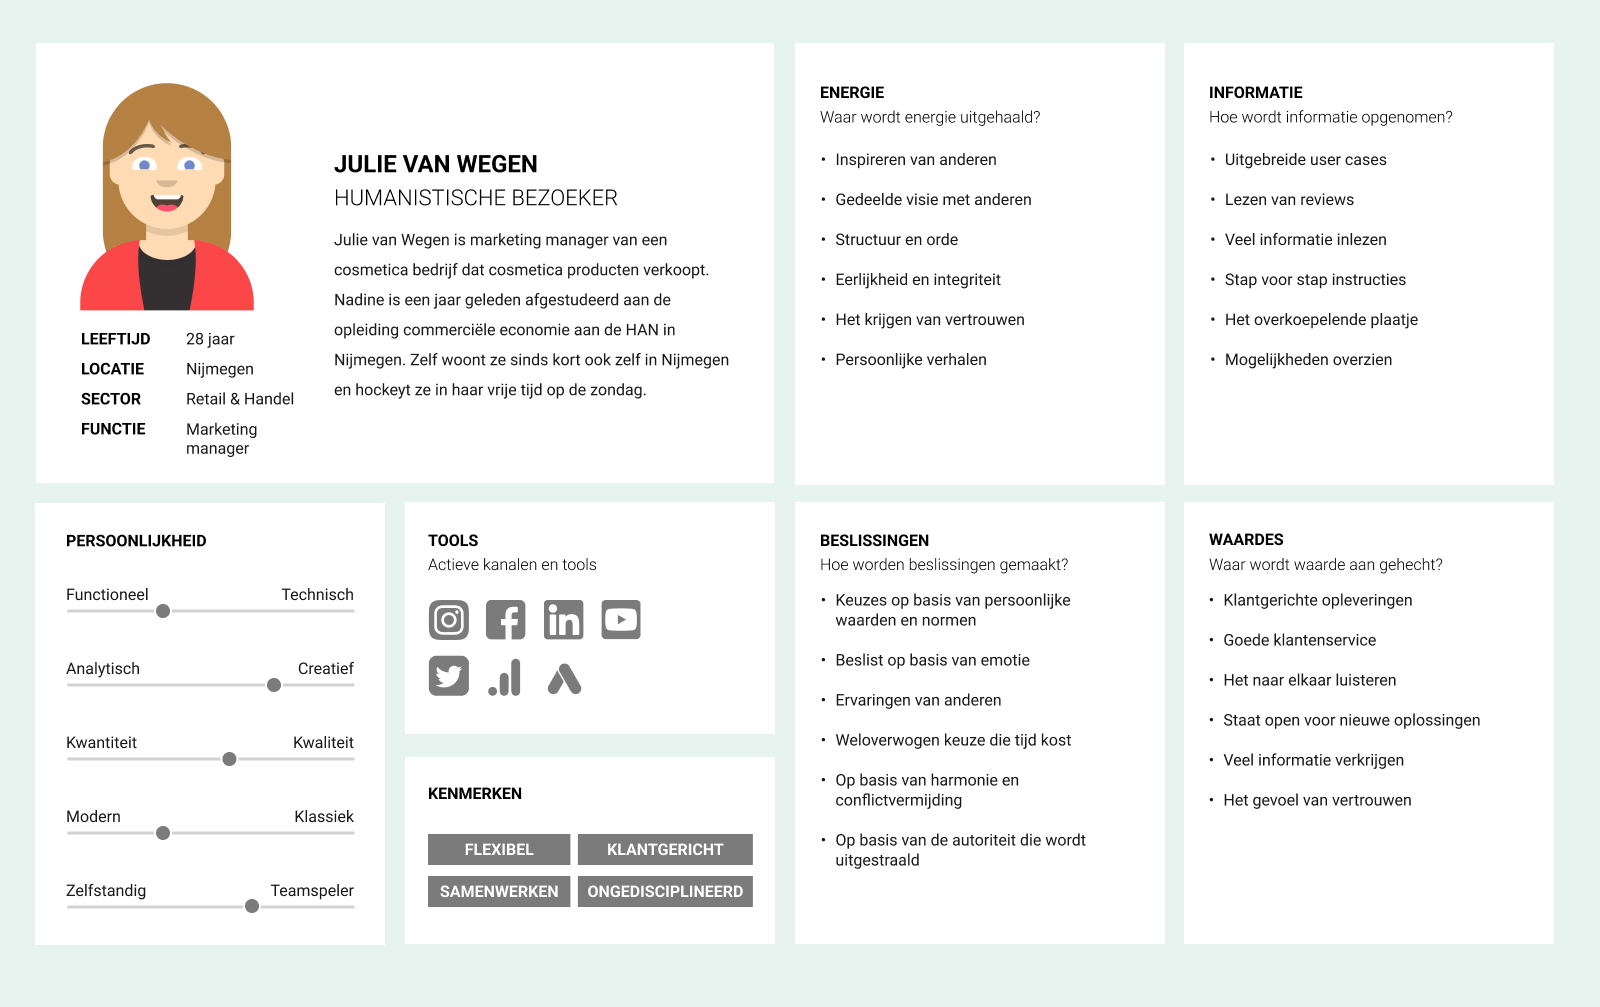 JULIE VAN WEGEN
HUMANISTISCHE BEZOEKER
Julie van Wegen is marketing manager van een
cosmetica bedrijf dat cosmetica producten verkoopt.
Nadine is een jaar geleden afgestudeerd aan de
opleiding commerciële economie aan de HAN in
Nijmegen. Zelf woont ze sinds kort ook zelf in Nijmegen
en hockeyt ze in haar vrije tijd op de zondag.
LEEFTIJD 28 jaar
LOCATIE Nijmegen
SECTOR Retail & Handel
FUNCTIE Marketing
manager
ENERGIE
Waar wordt energie uitgehaald?
• Inspireren van anderen
• Gedeelde visie met anderen
• Structuur en orde
• Eerlijkheid en integriteit
• Het krijgen van vertrouwen
• Persoonlijke verhalen
INFORMATIE
Hoe wordt informatie opgenomen?
• Uitgebreide user cases
• Lezen van reviews
• Veel informatie inlezen
• Stap voor stap instructies
• Het overkoepelende plaatje
• Mogelijkheden overzien
PERSOONLIJKHEID
Functioneel Technisch
Analytisch Creatief
Kwantiteit Kwaliteit
Modern Klassiek
Zelfstandig Teamspeler
TOOLS
Actieve kanalen en tools
KENMERKEN
FLEXIBEL KLANTGERICHT
SAMENWERKEN ONGEDISCIPLINEERD
BESLISSINGEN
Hoe worden beslissingen gemaakt?
• Keuzes op basis van persoonlijke
waarden en normen
• Beslist op basis van emotie
• Ervaringen van anderen
• Weloverwogen keuze die tijd kost
• Op basis van harmonie en
conflictvermijding
• Op basis van de autoriteit die wordt
uitgestraald
WAARDES
Waar wordt waarde aan gehecht?
• Klantgerichte opleveringen
• Goede klantenservice
• Het naar elkaar luisteren
• Staat open voor nieuwe oplossingen
• Veel informatie verkrijgen
• Het gevoel van vertrouwen